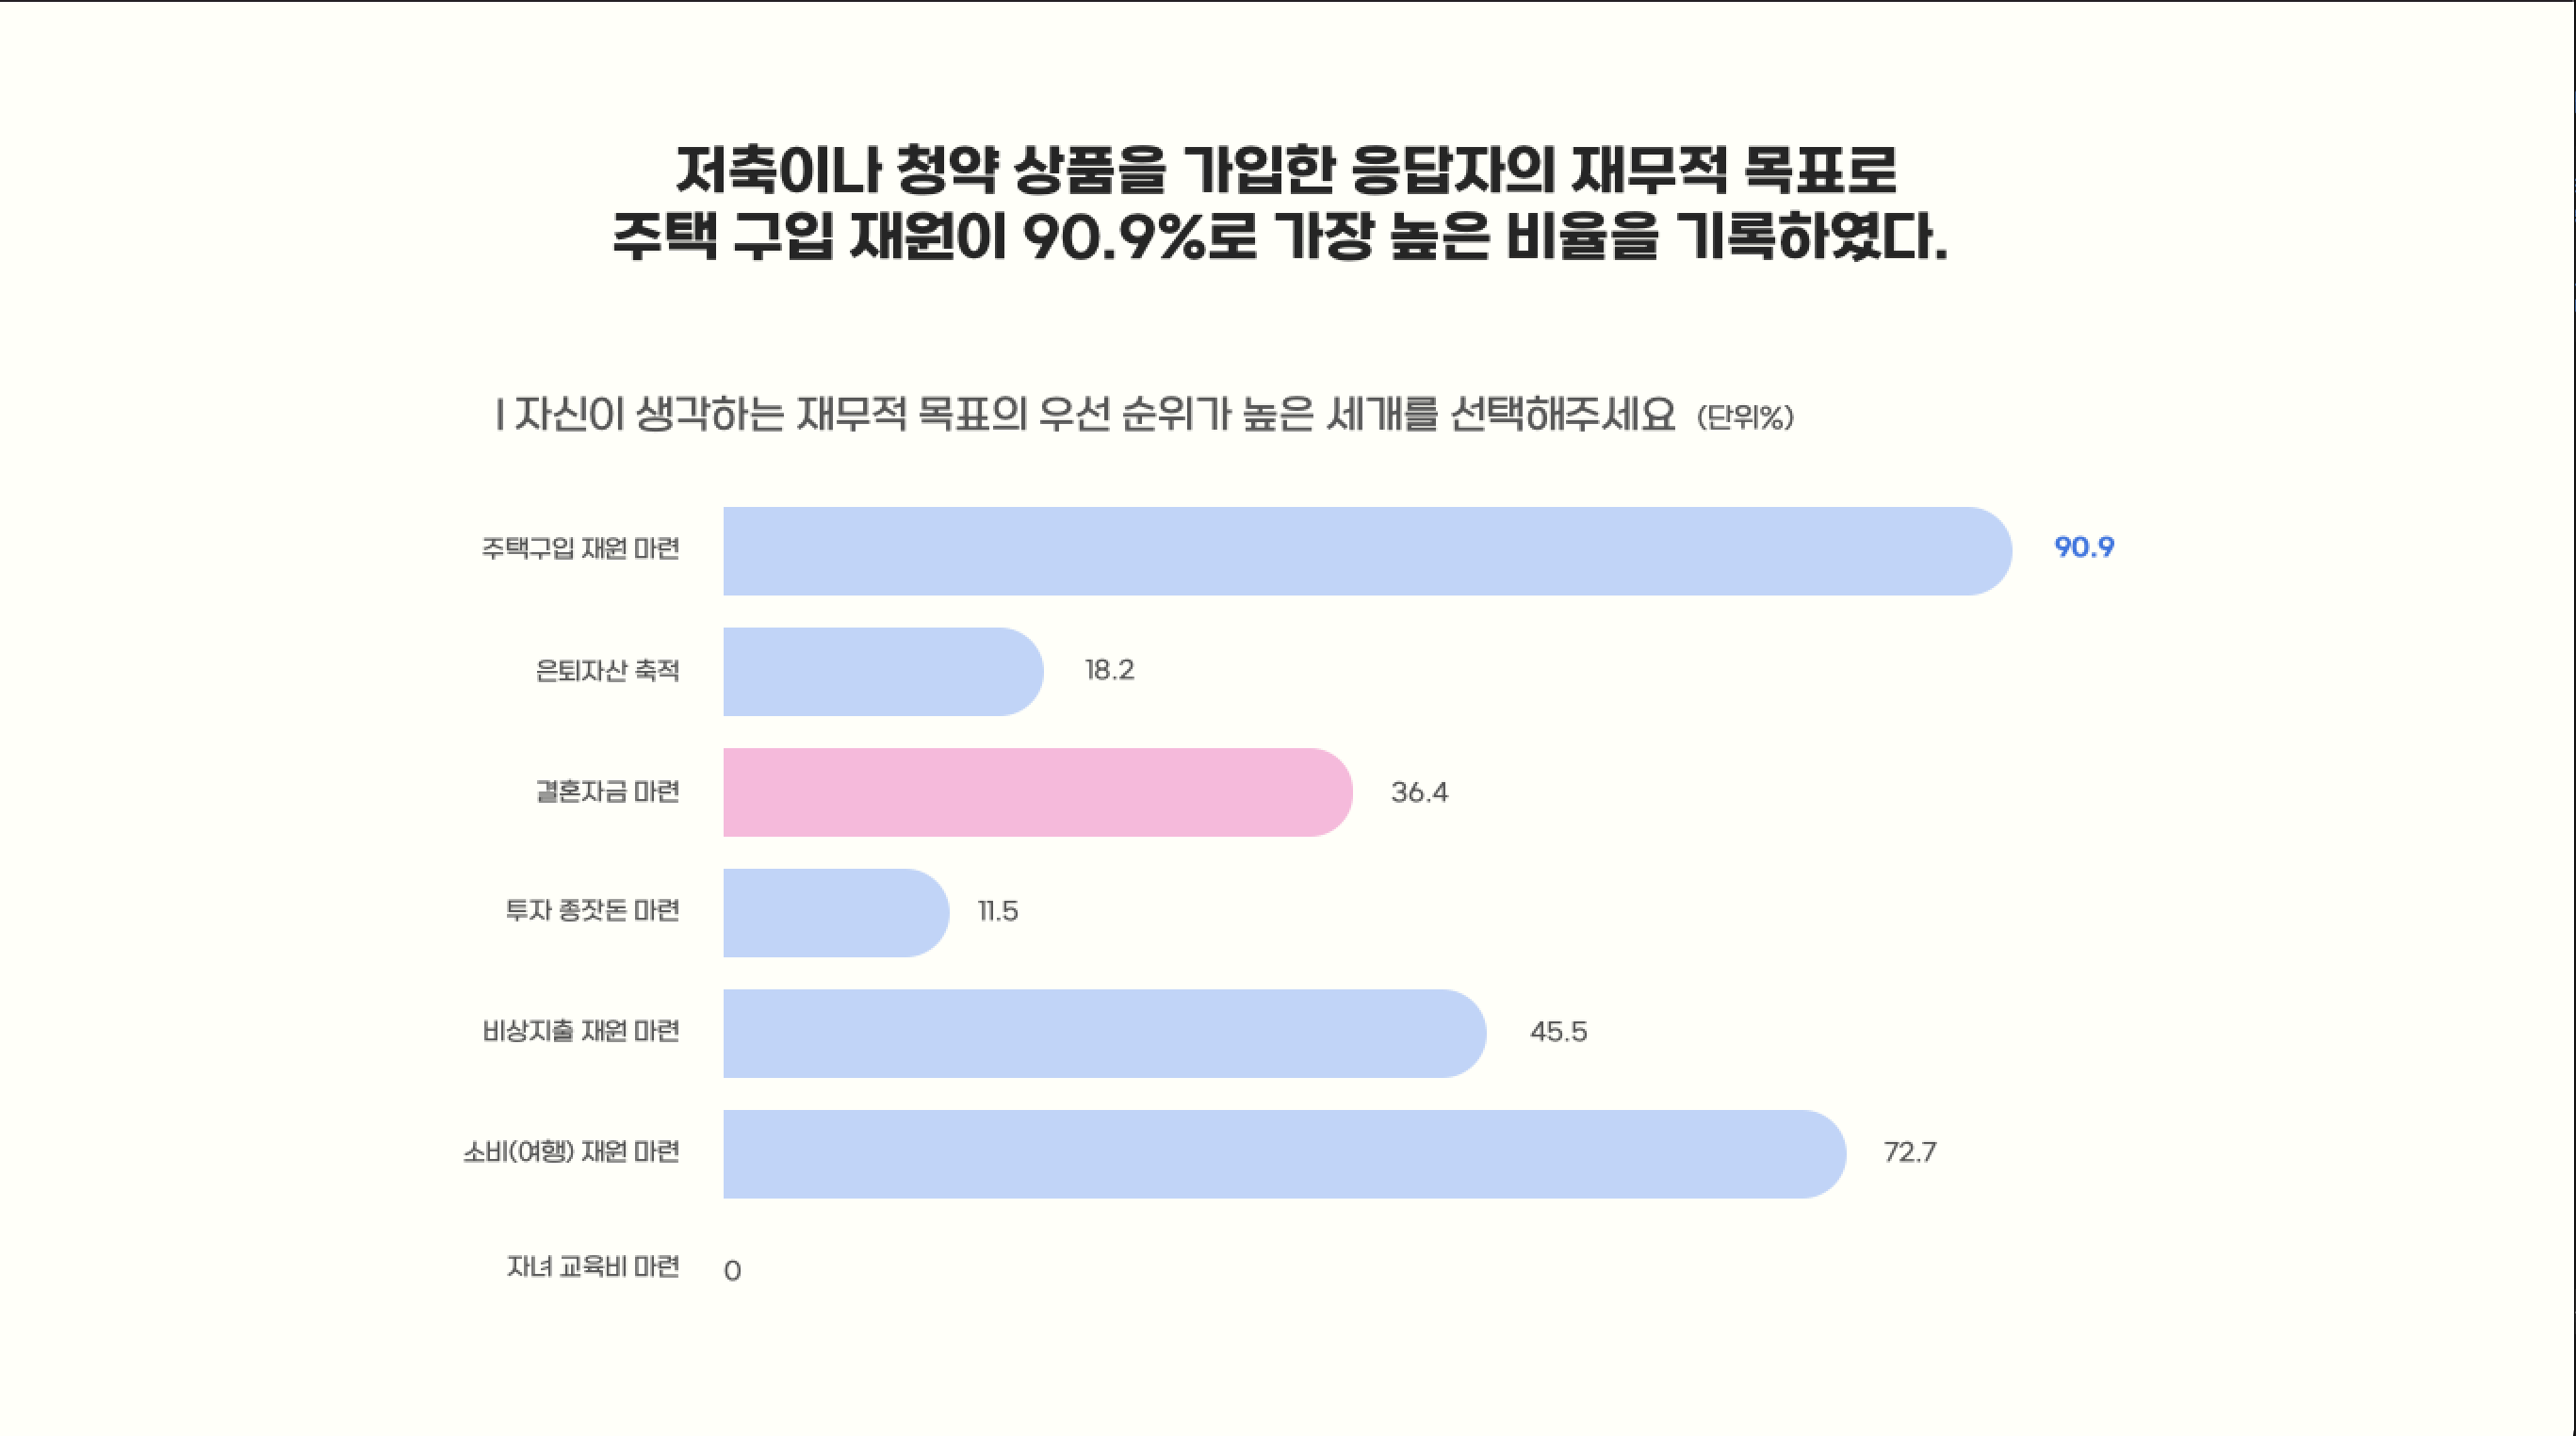 저축이나 청약 상품을 가입한 응답자의 재무적 목표로
주택 구입 재원이 90.9%로 가장 높은 비율을 기록하였다.
| 자신이 생각하는 재무적 목표의 우선 순위가 높은 세개를 선택해주세요 (단위%)
주택구입 재원 마련 90.9
은퇴자산 축적 18.2
결혼자금 마련 36.4
투자 종잣돈 마련 11.5
비상지출 재원 마련 45.5
소비(여행) 재원 마련 72.7
자녀 교육비 마련 0